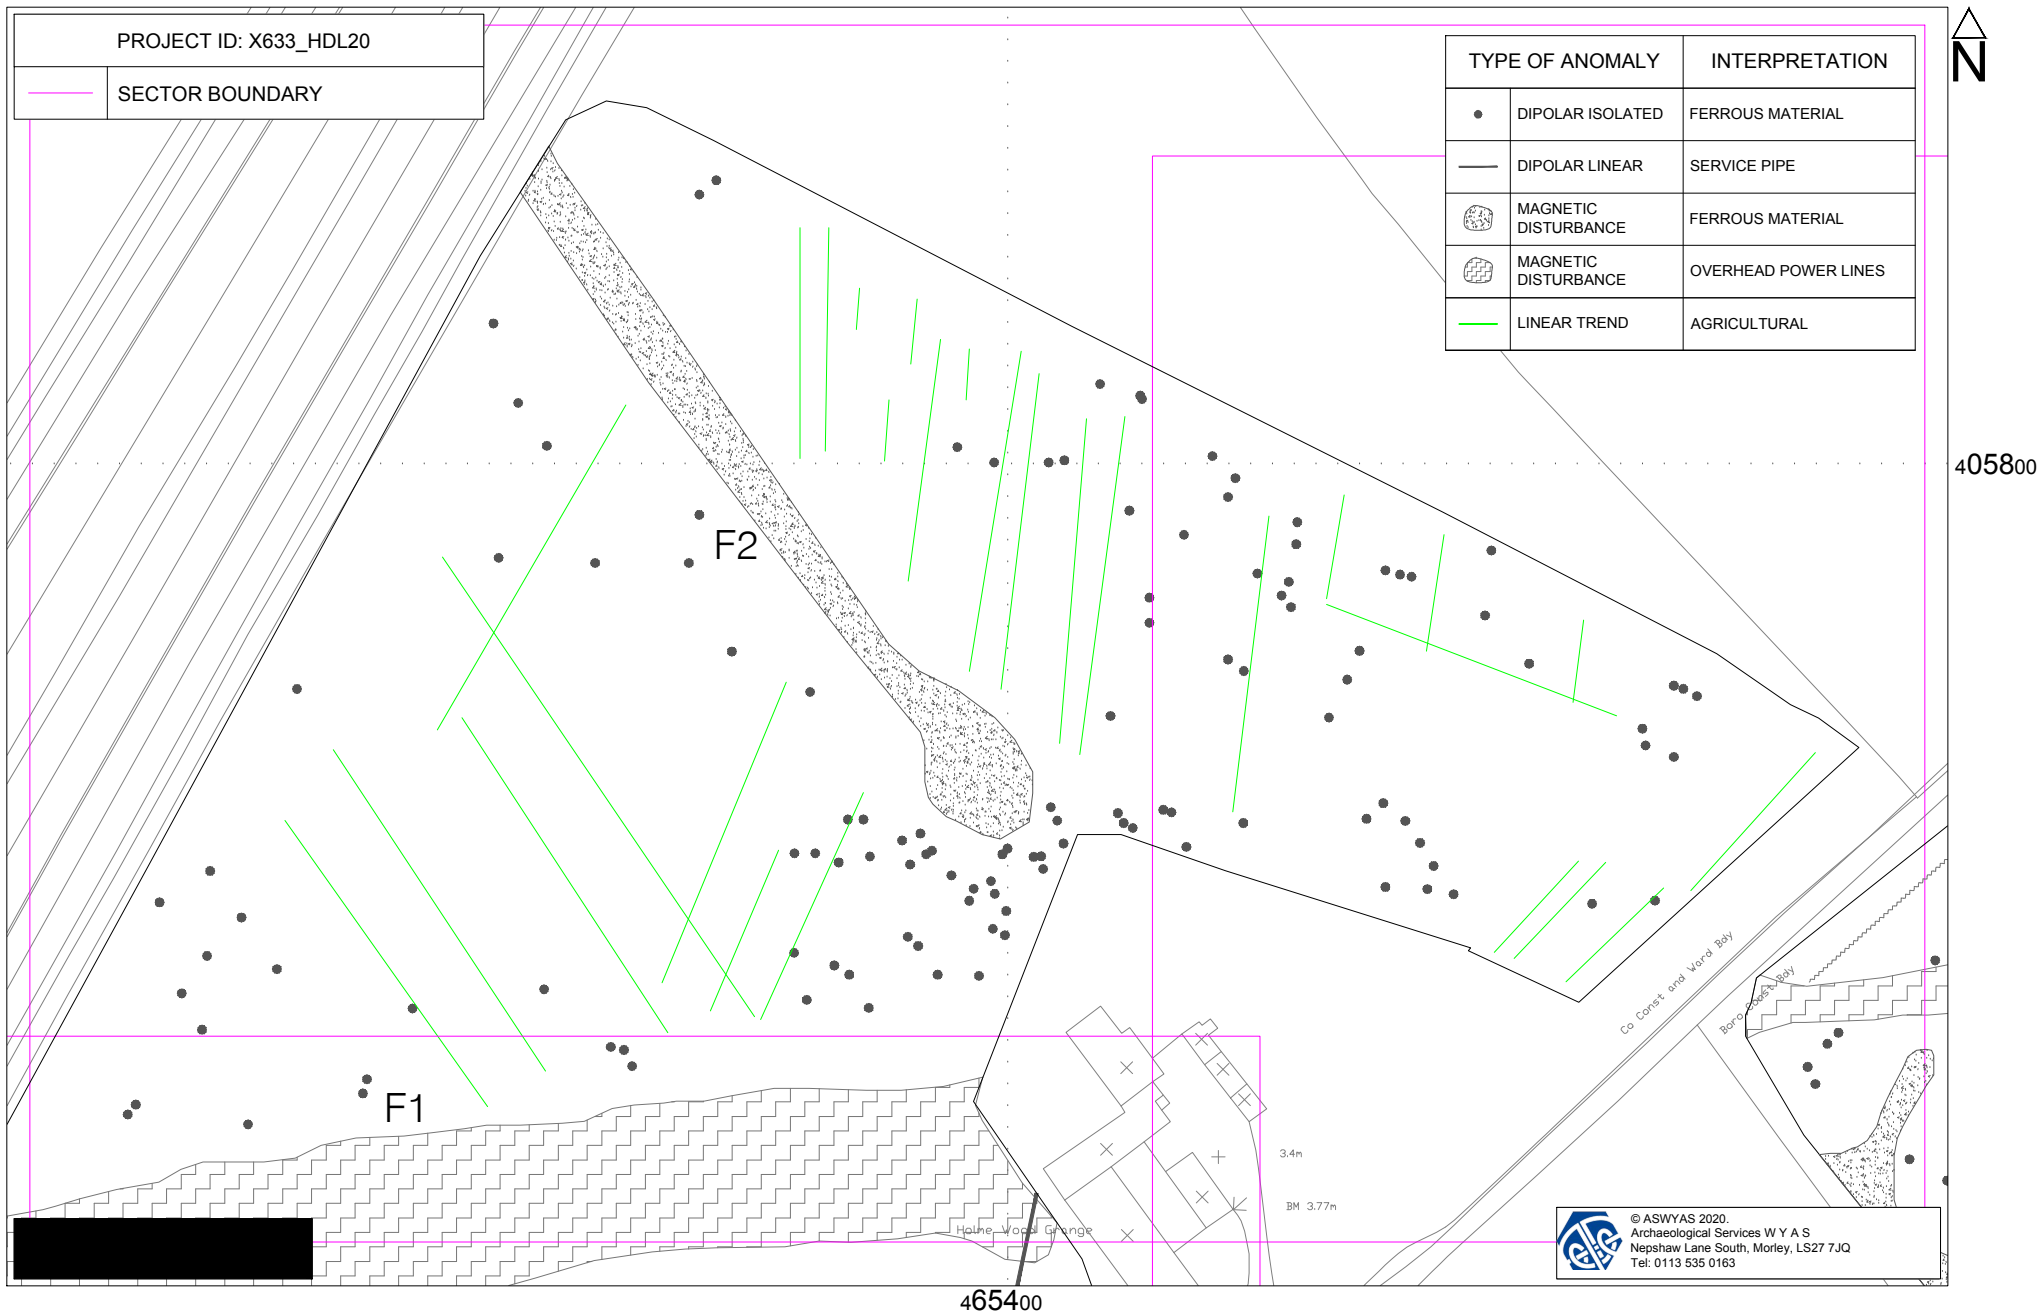 PROJECT ID: X633_HDL20
SECTOR BOUNDARY
N
TYPE OF ANOMALY INTERPRETATION
DIPOLAR ISOLATED FERROUS MATERIAL
DIPOLAR LINEAR SERVICE PIPE
MAGNETIC
DISTURBANCE
FERROUS MATERIAL
MAGNETIC
DISTURBANCE
OVERHEAD POWER LINES
LINEAR TREND AGRICULTURAL
405800
F2
Co Const and Ward Bdy
Boro Const Bdy
F1
3.4m
BM 3.77m
Holme Wood Grange
© ASWYAS 2020.
Archaeological Services W Y A S
Nepshaw Lane South, Morley, LS27 7JQ
Tel: 0113 535 0163
465400